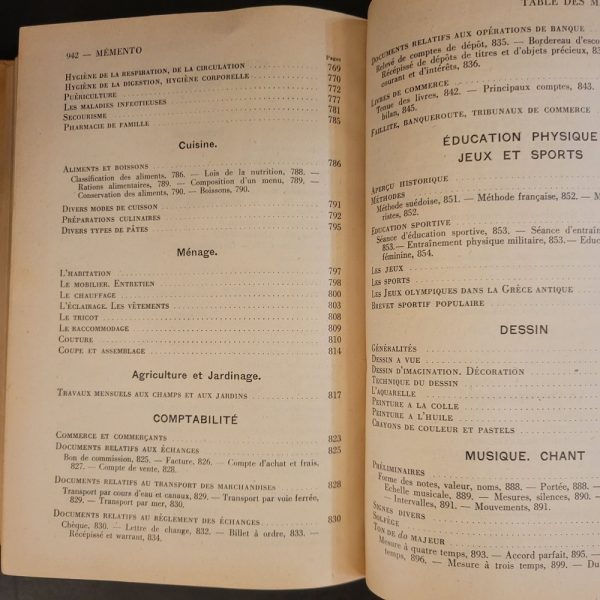 942 — MÉMENTO
Pages
HYGIÈNE DE LA RESPIRATION, DE LA CIRCULATION 769
HYGIÈNE DE LA DIGESTION, HYGIÈNE CORPORELLE 770
PUÉRICULTURE 772
LES MALADIES INFECTIEUSES 777
SECOURISME 781
PHARMACIE DE FAMILLE 785
Cuisine.
ALIMENTS ET BOISSONS 786
Classification des aliments, 786. — Lois de la nutrition, 788. —
Rations alimentaires, 789. — Composition d'un menu, 789, —
Conservation des aliments, 790. — Boissons, 790.
DIVERS MODES DE CUISSON 791
PRÉPARATIONS CULINAIRES 792
DIVERS TYPES DE PÂTES 795
Ménage.
L'HABITATION 797
LE MOBILIER. ENTRETIEN 798
LE CHAUFFAGE 800
L'ÉCLAIRAGE. LES VÊTEMENTS 803
LE TRICOT 808
LE RACCOMMODAGE 809
COUTURE 810
COUPE ET ASSEMBLAGE 814
Agriculture et Jardinage.
TRAVAUX MENSUELS AUX CHAMPS ET AUX JARDINS 817
COMPTABILITÉ
COMMERCE ET COMMERÇANTS 823
DOCUMENTS RELATIFS AUX ÉCHANGES 825
Bon de commission, 825. — Facture, 826. — Compte d'achat et frais,
827. — Compte de vente, 828.
DOCUMENTS RELATIFS AU TRANSPORT DES MARCHANDISES 828
Transport par cours d'eau et canaux, 829. — Transport par voie ferrée,
829. — Transport par mer, 830.
DOCUMENTS RELATIFS AU RÈGLEMENT DES ÉCHANGES 830
Chèque, 830. — Lettre de change, 832. — Billet à ordre, 833. —
Récépissé et warrant, 834.
TABLE DES M
DOCUMENTS RELATIFS AUX OPÉRATIONS DE BANQUE
Relevé de comptes de dépôt, 835. — Bordereau d'esco
Récépissé de dépôts de titres et d'objets précieux, 83
courant et d'intérêts, 836.
LIVRES DE COMMERCE
Tenue des livres, 842. — Principaux comptes, 843.
bilan, 845.
FAILLITE, BANQUEROUTE, TRIBUNAUX DE COMMERCE
ÉDUCATION PHYSIQUE
JEUX ET SPORTS
APERÇU HISTORIQUE
MÉTHODES
Méthode suédoise, 851. — Méthode française, 852. — M
ristes, 852.
EDUCATION SPORTIVE
Séance d'éducation sportive, 853. — Séance d'entraîn
853. — Entraînement physique militaire, 853. — Educ
féminine, 854.
LES JEUX
LES SPORTS
LES JEUX OLYMPIQUES DANS LA GRÈCE ANTIQUE
BREVET SPORTIF POPULAIRE
DESSIN
GÉNÉRALITÉS
DESSIN A VUE
DESSIN D'IMAGINATION. DÉCORATION
TECHNIQUE DU DESSIN
L'AQUARELLE
PEINTURE A LA COLLE
PEINTURE A L'HUILE
CRAYONS DE COULEUR ET PASTELS
MUSIQUE. CHANT
PRÉLIMINAIRES
Forme des notes, valeur, noms, 888. — Portée, 888. —
Echelle musicale, 889. — Mesures, silences, 890. —
— Intervalles, 891. — Mouvements, 891.
SIGNES DIVERS
SOLFÈGE
TON DE do MAJEUR
Mesure à quatre temps, 893. — Accord parfait, 895. —
temps, 896. — Mesure à trois temps, 899. — Du